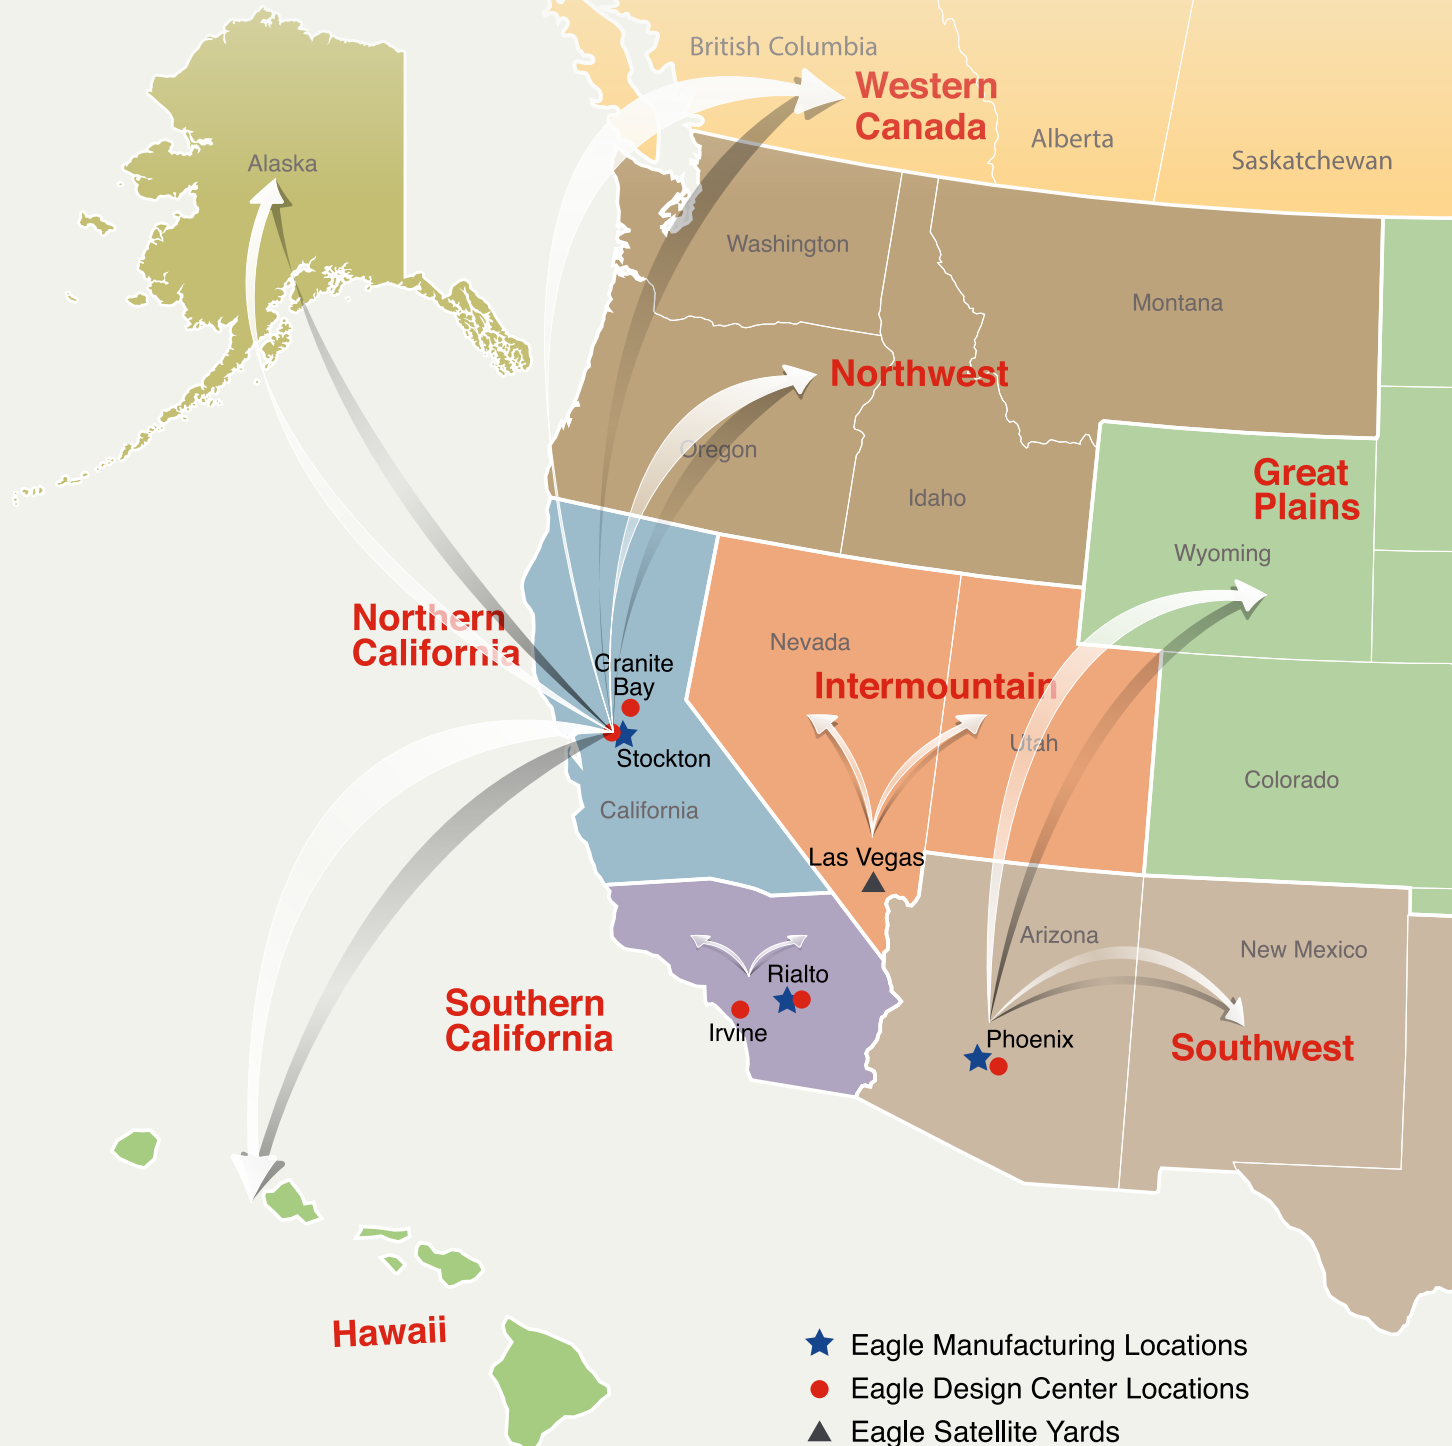 British Columbia
Western
Canada
Alberta
Saskatchewan
Alaska
Washington
Montana
Northwest
Oregon
Idaho
Great
Plains
Wyoming
Northern
California
Granite
Bay
Nevada
Intermountain
Utah
Stockton
Colorado
California
Las Vegas
Arizona
New Mexico
Rialto
Southern
California
Irvine
Phoenix
Southwest
Hawaii
Eagle Manufacturing Locations
Eagle Design Center Locations
Eagle Satellite Yards